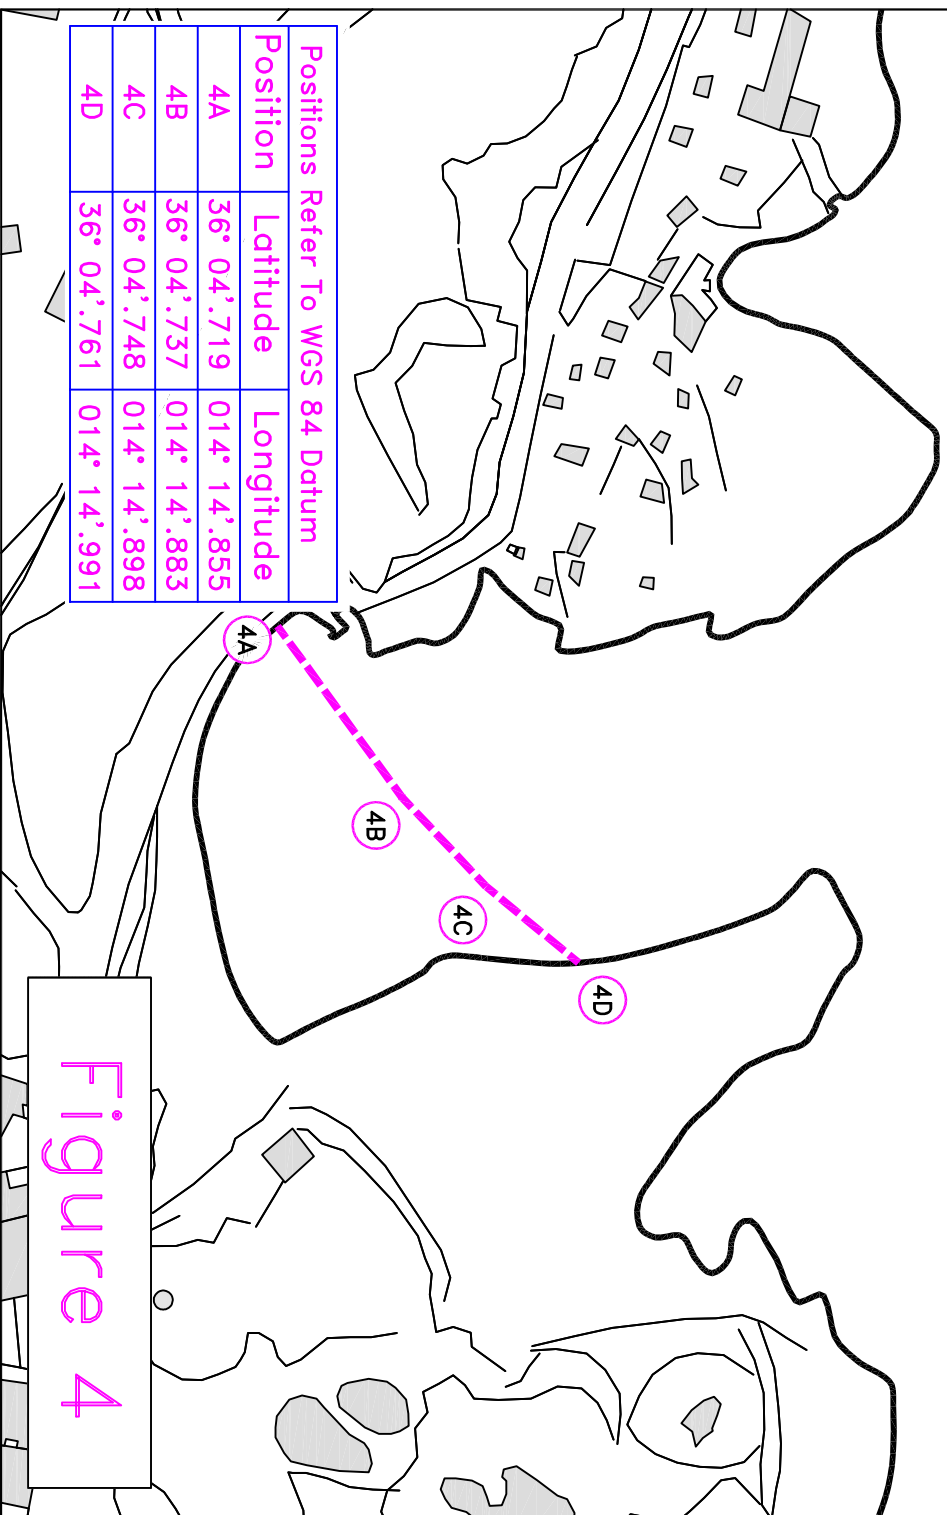 Positions Refer To WGS 84 Datum
Position Latitude Longitude
4A 36° 04'.719 014° 14'.855
4B 36° 04'.737 014° 14'.883
4C 36° 04'.748 014° 14'.898
4D 36° 04'.761 014° 14'.991
4A
4B
4C
4D
Figure 4